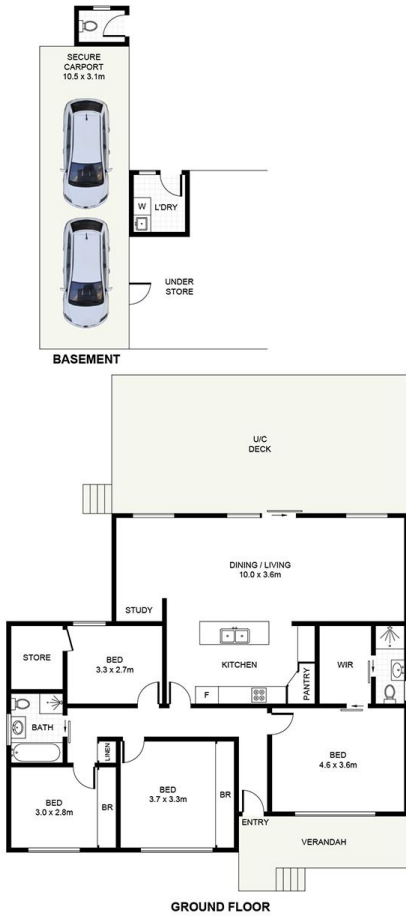 SECURE
CARPORT
10.5 x 3.1m
W
L'DRY
UNDER
STORE
BASEMENT
U/C
DECK
DINING / LIVING
10.0 x 3.6m
STUDY
STORE
BED
3.3 x 2.7m
KITCHEN
PANTRY
WIR
F
BATH
LINEN
BED
3.0 x 2.8m
BR
BED
3.7 x 3.3m
BR
BED
4.6 x 3.6m
ENTRY
VERANDAH
GROUND FLOOR